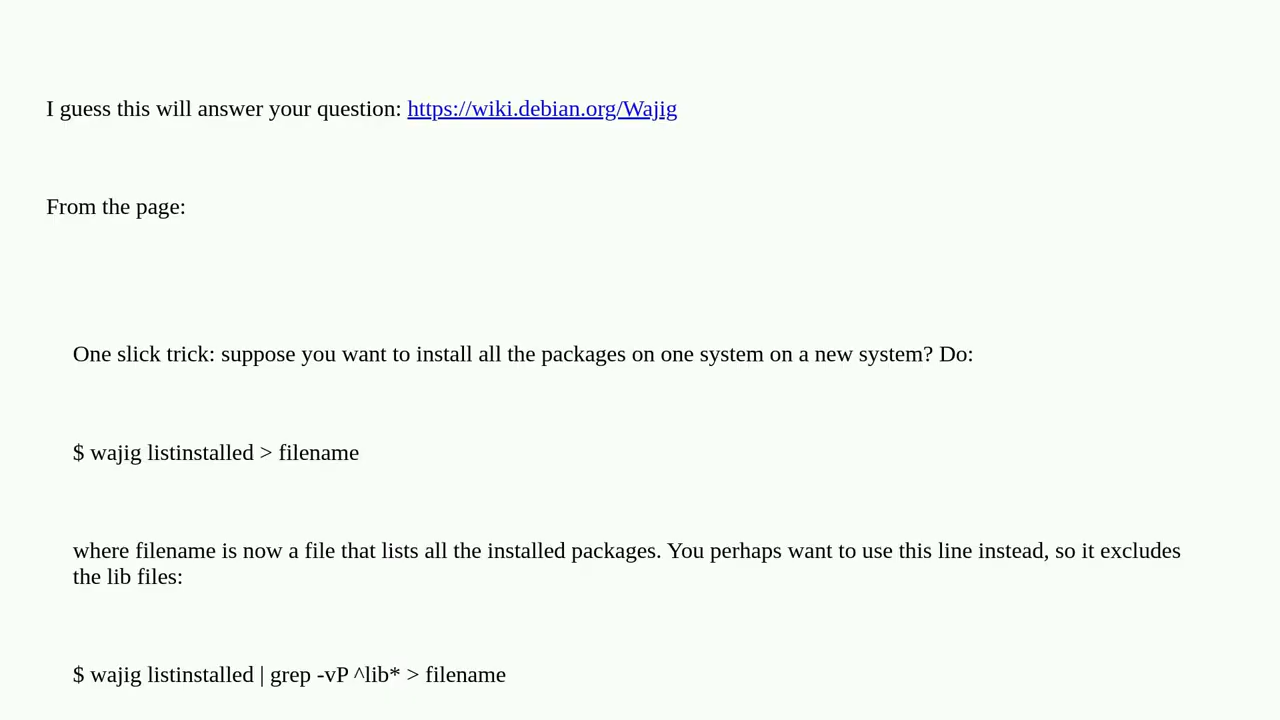 I guess this will answer your question: https://wiki.debian.org/Wajig
From the page:
One slick trick: suppose you want to install all the packages on one system on a new system? Do:
$ wajig listinstalled > filename
where filename is now a file that lists all the installed packages. You perhaps want to use this line instead, so it excludes
the lib files:
$ wajig listinstalled | grep -vP ^lib* > filename